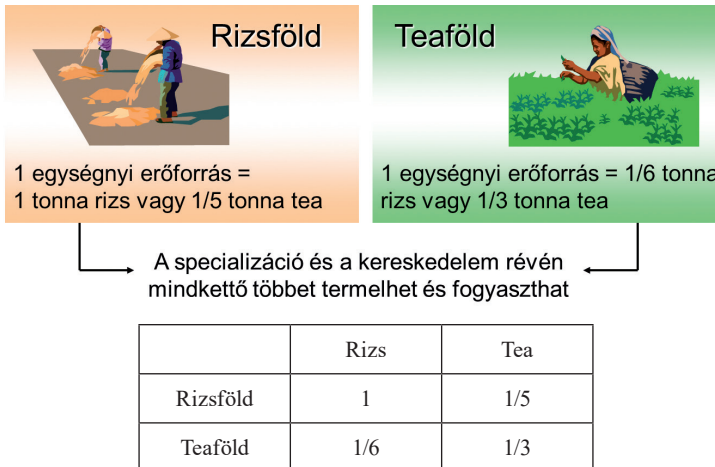 Rizsföld
1 egységnyi erőforrás =
1 tonna rizs vagy 1/5 tonna tea
Teaföld
1 egységnyi erőforrás = 1/6 tonna
rizs vagy 1/3 tonna tea
A specializáció és a kereskedelem révén
mindkettő többet termelhet és fogyaszthat
Rizs Tea
Rizsföld 1 1/5
Teaföld 1/6 1/3